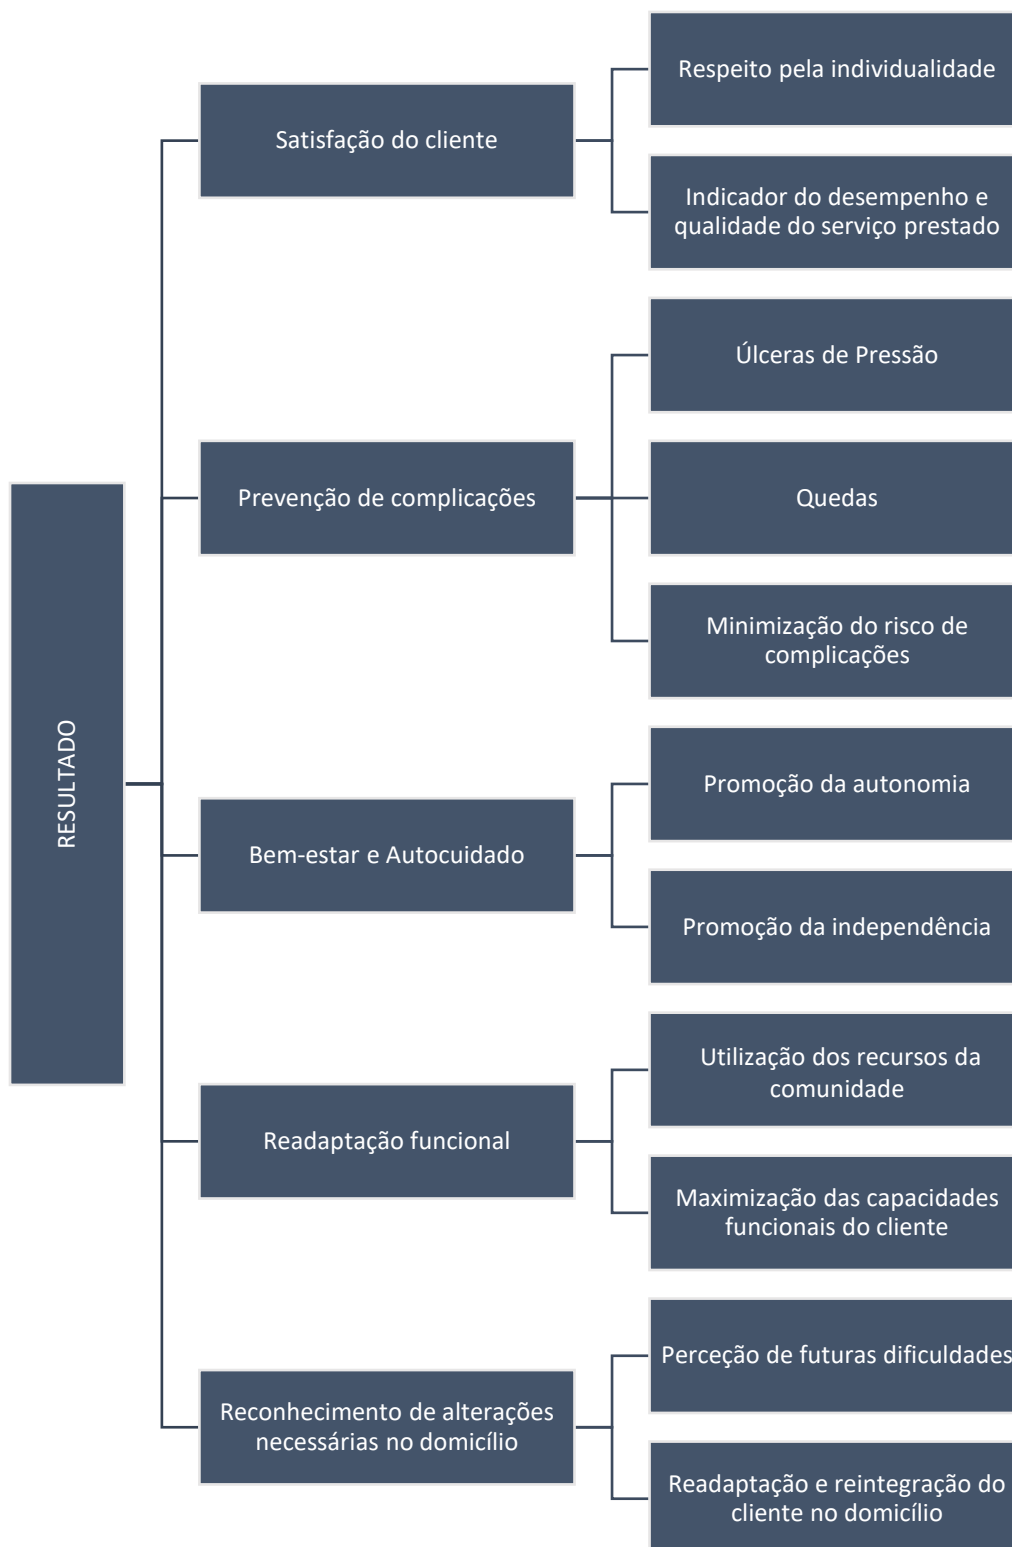 RESULTADO
Satisfação do cliente
Respeito pela individualidade
Indicador do desempenho e
qualidade do serviço prestado
Prevenção de complicações
Úlceras de Pressão
Quedas
Minimização do risco de
complicações
Bem-estar e Autocuidado
Promoção da autonomia
Promoção da independência
Readaptação funcional
Utilização dos recursos da
comunidade
Maximização das capacidades
funcionais do cliente
Reconhecimento de alterações
necessárias no domicílio
Perceção de futuras dificuldades
Readaptação e reintegração do
cliente no domicílio